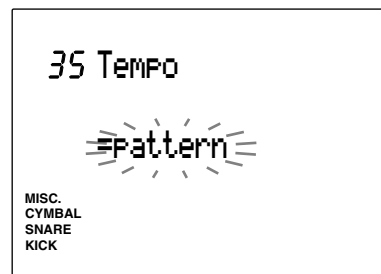 35 Tempo
=pattern
MISC.
CYMBAL
SNARE
KICK